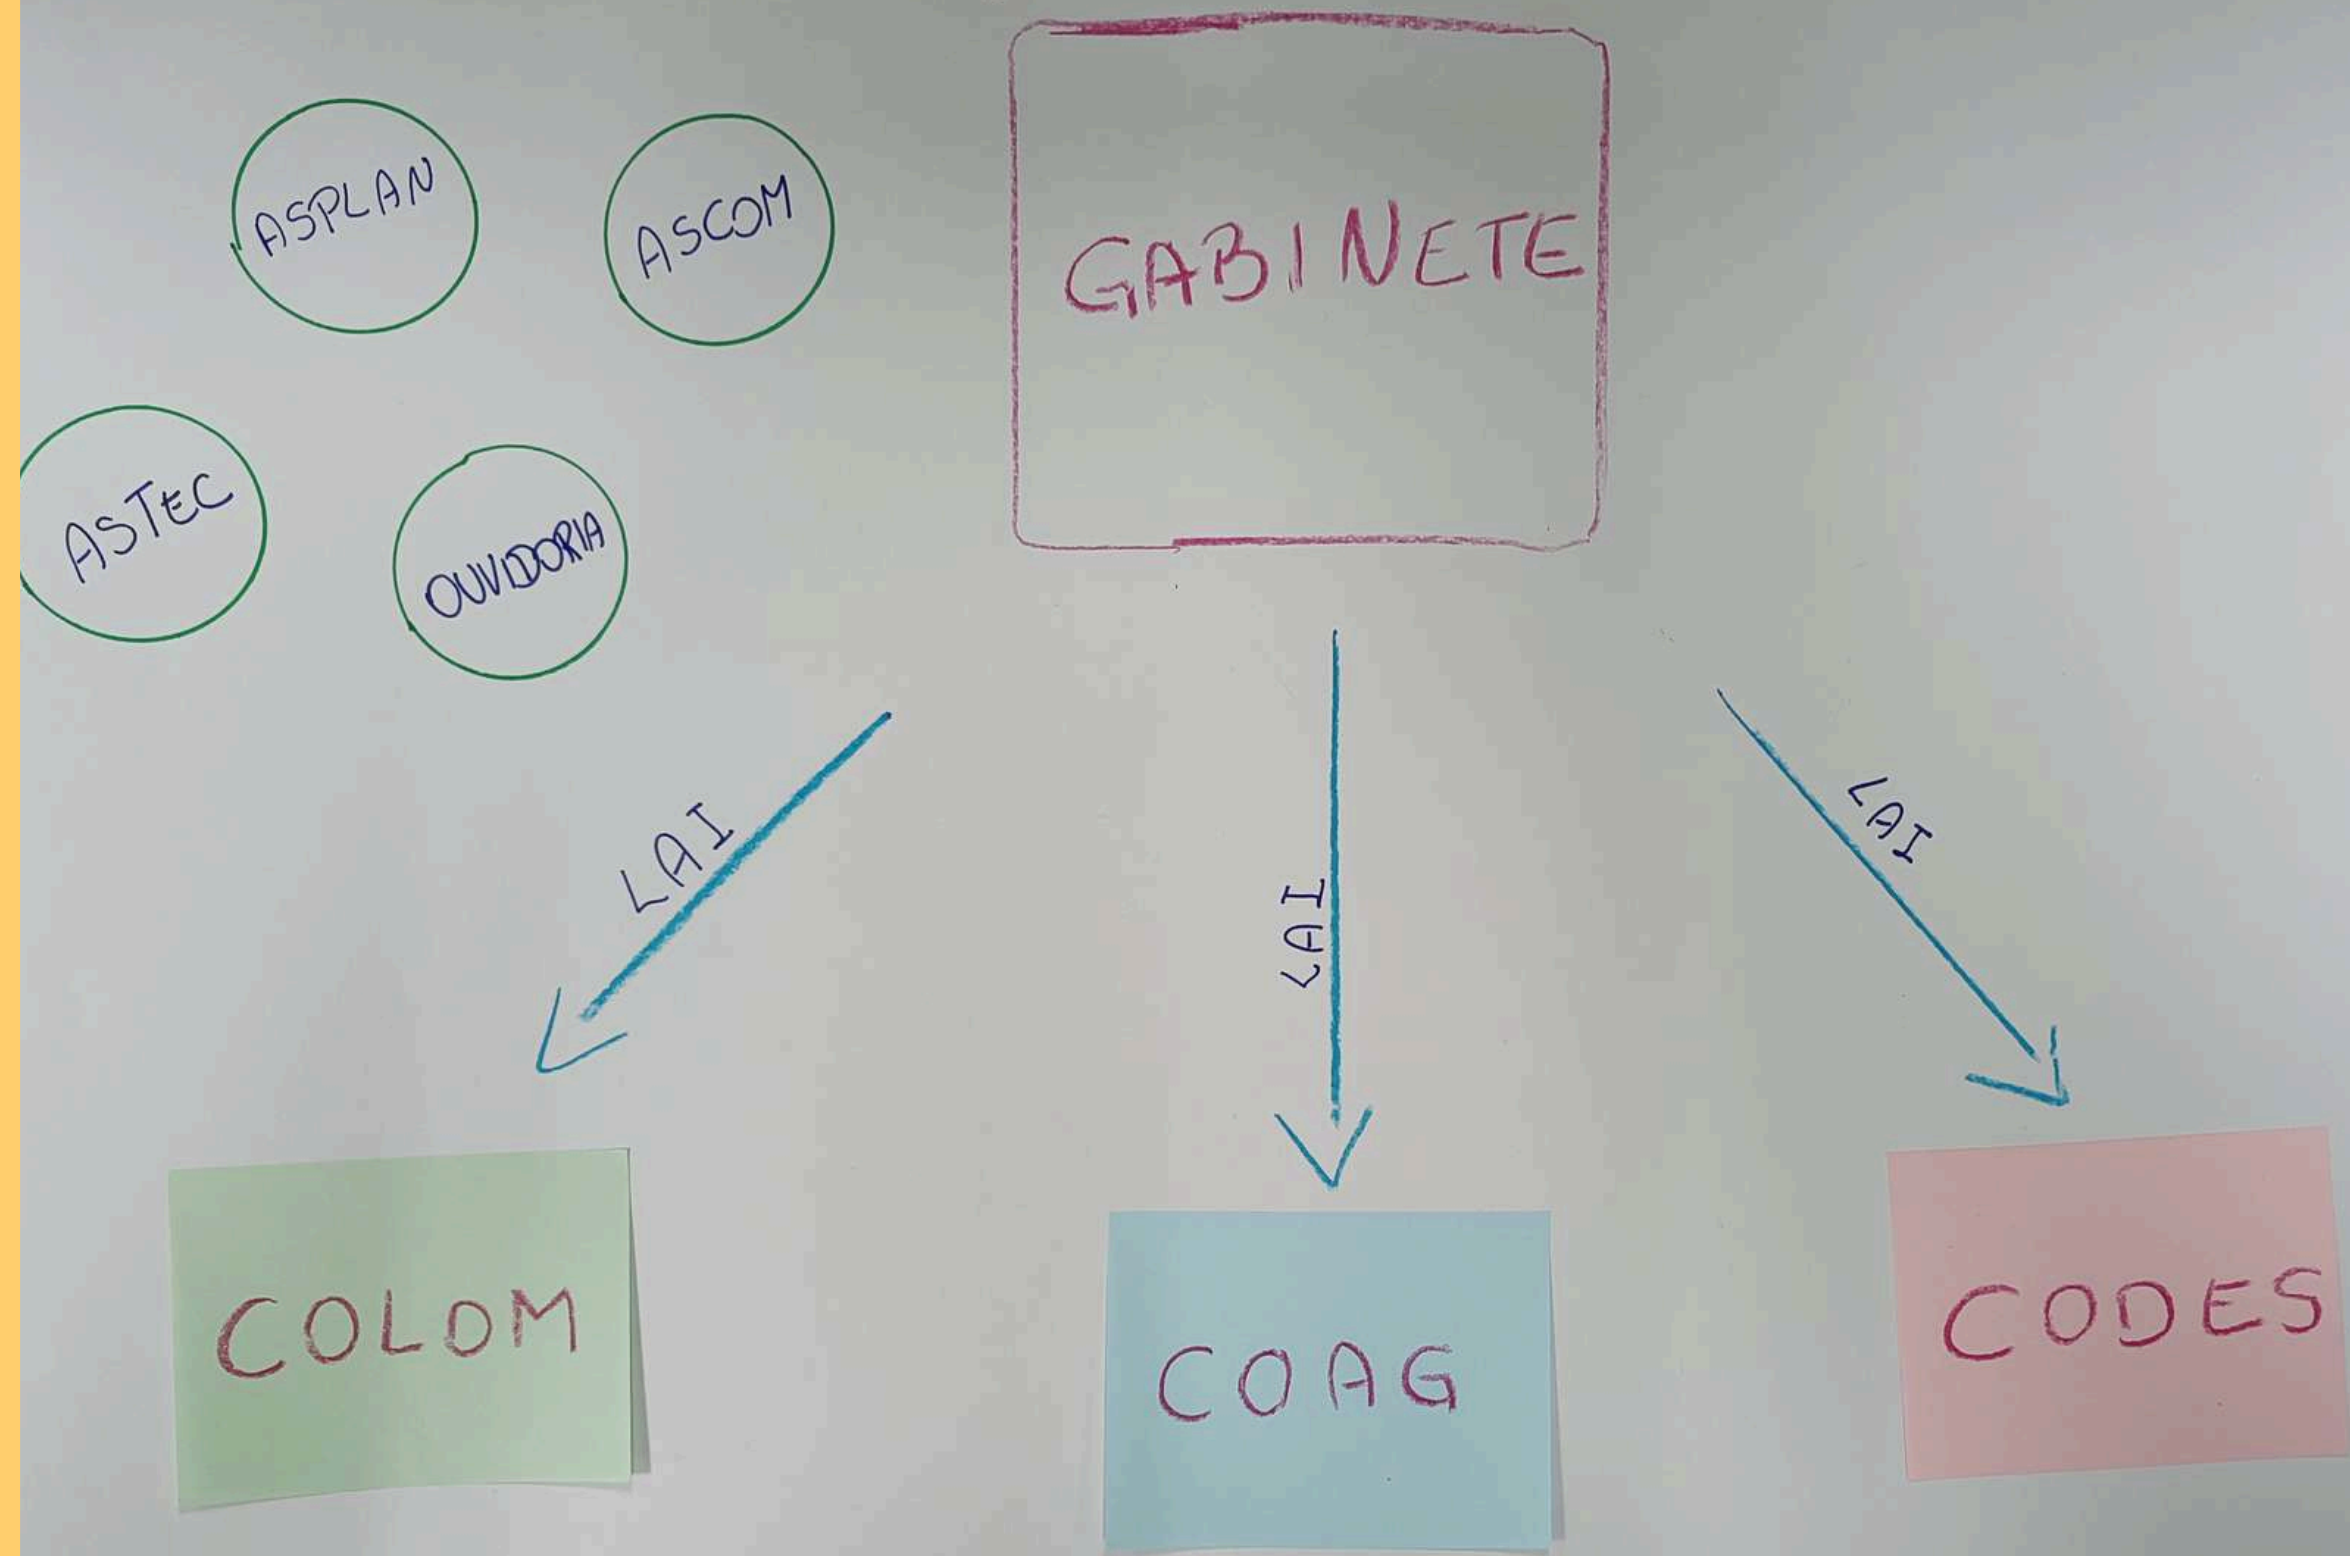 ASPLAN
ASCOM
GABINETE
ASTEC
OUVIDORIA
LAI
LAI
LAI
COLOM
COAG
CODES